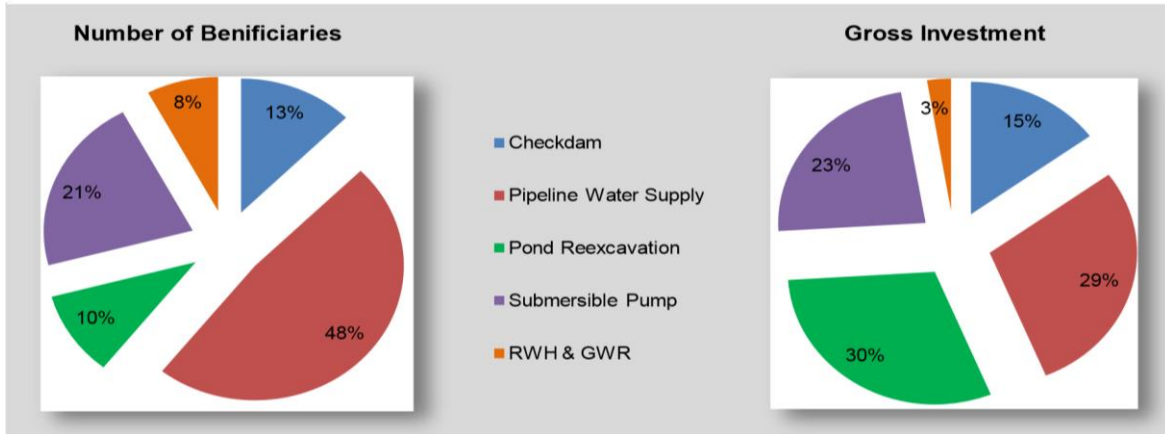 Number of Benificiaries
8%
13%
21%
10%
48%
Checkdam
Pipeline Water Supply
Pond Reexcavation
Submersible Pump
RWH & GWR
Gross Investment
3%
15%
23%
29%
30%